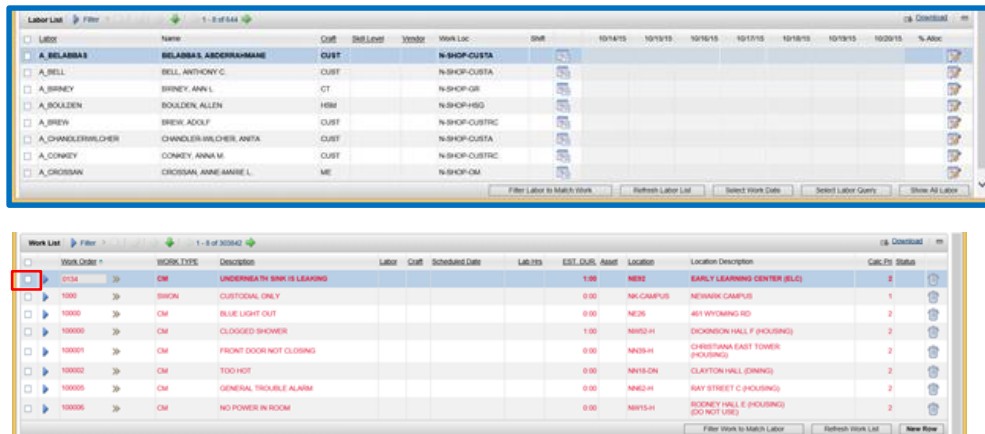 Labor List Filter 1 - 8 of 644 Download
Labor Name Craft Skill Level Vendor Work Loc Shift 10/14/15 10/15/15 10/16/15 10/17/15 10/18/15 10/19/15 10/20/15 % Alloc
A_BELABBAS BELABBAS, ABDERRAHMANE CUST N-SHOP-CUSTA
A_BELL BELL, ANTHONY C. CUST N-SHOP-CUSTA
A_BIRNEY BIRNEY, ANN L CT N-SHOP-GR
A_BOULDEN BOULDEN, ALLEN HSM N-SHOP-HSG
A_BREW BREW, ADOLF CUST N-SHOP-CUSTRC
A_CHANDLERWILCHER CHANDLER-WILCHER, ANITA CUST N-SHOP-CUSTA
A_CONKEY CONKEY, ANNA M. CUST N-SHOP-CUSTRC
A_CROSSAN CROSSAN, ANNE-MARIE L. ME N-SHOP-OM
Filter Labor to Match Work Refresh Labor List Select Work Date Select Labor Query Show All Labor
Work List Filter 1 - 8 of 303842 Download
Work Order WORK TYPE Description Labor Craft Scheduled Date Lab Hrs EST. DUR. Asset Location Location Description Calc Pri Status
0134 CM UNDERNEATH SINK IS LEAKING 1:00 NE02 EARLY LEARNING CENTER (ELC)
1000 SWON CUSTODIAL ONLY 0:00 NK-CAMPUS NEWARK CAMPUS 1
10000 CM BLUE LIGHT OUT 0:00 NE26 461 WYOMING RD 2
100000 CM CLOGGED SHOWER 1:00 NW52-H DICKINSON HALL F (HOUSING) 2
100001 CM FRONT DOOR NOT CLOSING 0:00 NN39-H CHRISTIANA EAST TOWER (HOUSING) 2
100002 CM TOO HOT 0:00 NN18-DN CLAYTON HALL (DINING) 2
100005 CM GENERAL TROUBLE ALARM 0:00 NN62-H RAY STREET C (HOUSING) 2
100006 CM NO POWER IN ROOM 0:00 NW15-H RODNEY HALL E (HOUSING) (DO NOT USE) 2
Filter Work to Match Labor Refresh Work List New Row